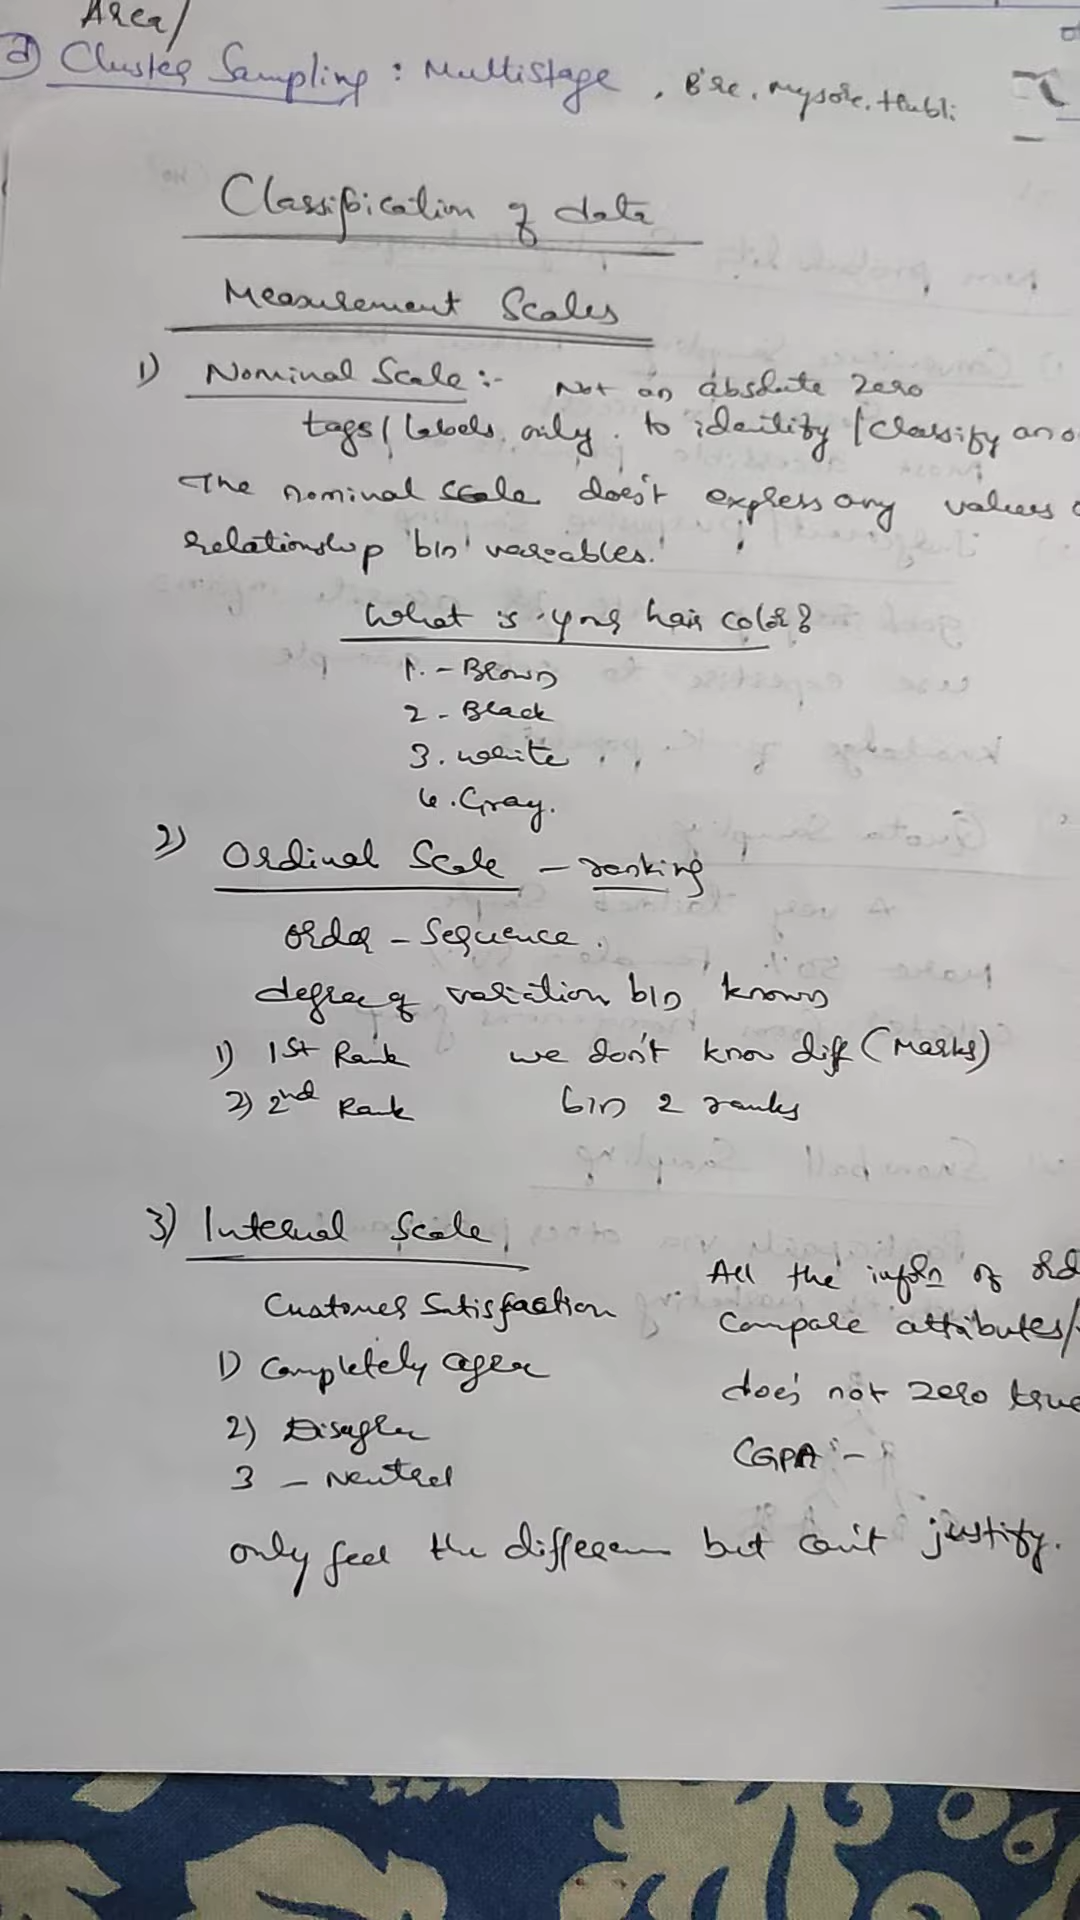 Area/
d) Cluster Sampling : Multistage, B'lre, Mysore, Hubli
Classification of data
Measurement Scales
1) Nominal Scale :- Not an absolute zero
tags/labels only. to identify/classify an o
The nominal scale does't express any values
relationship b/n variables.
What is your hair color?
1. - Brown
2 - Black
3. white
4. Gray.
2) Ordinal Scale - ranking
order - Sequence.
degree of variation b/n known
1) 1st Rank we don't know diff (Marks)
2) 2nd Rank b/n 2 ranks
3) Interval Scale,
All the infon of ord
Customer Satisfaction
Compare attributes/
1) Completely agree
does not zero true
2) Disagree
CGPA :-
3 - Neutral
only feel the difference but can't justify.